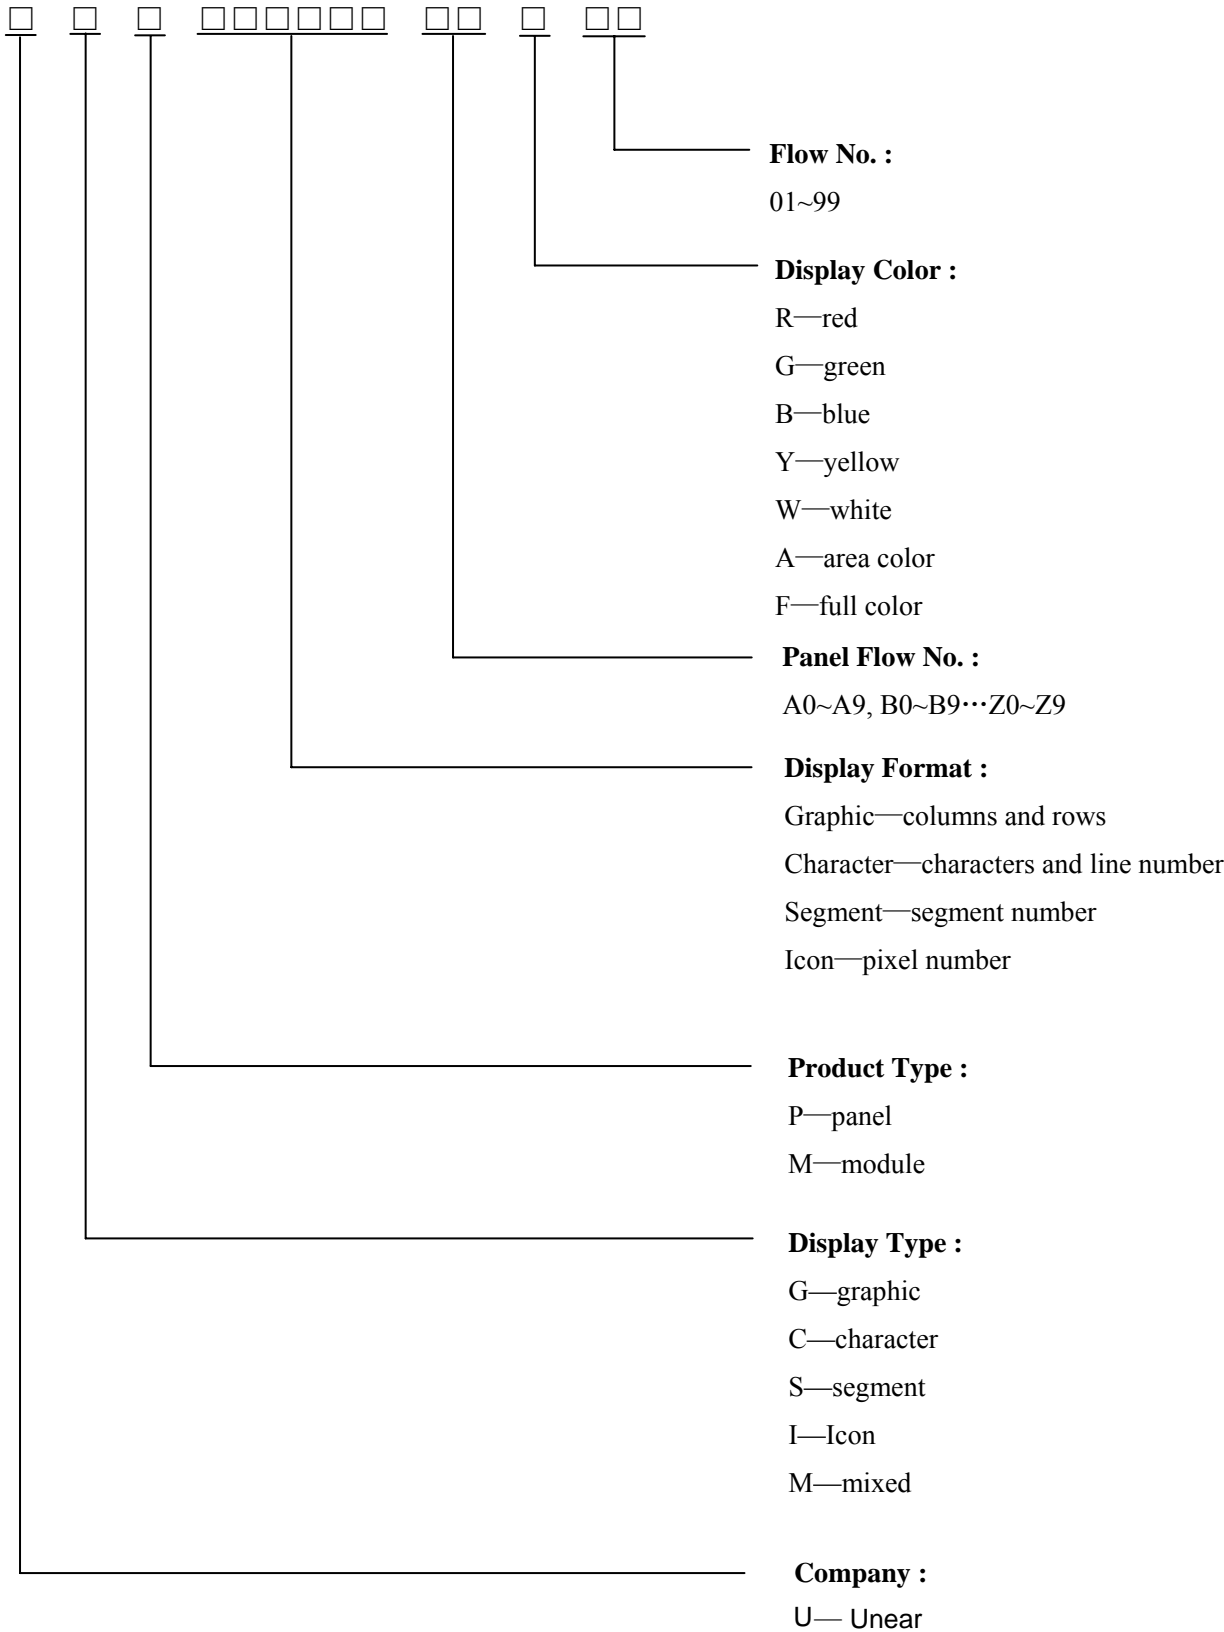 □ □ □ □□□□□□ □□ □ □□
Flow No. :
01~99
Display Color :
R—red
G—green
B—blue
Y—yellow
W—white
A—area color
F—full color
Panel Flow No. :
A0~A9, B0~B9⋯Z0~Z9
Display Format :
Graphic—columns and rows
Character—characters and line number
Segment—segment number
Icon—pixel number
Product Type :
P—panel
M—module
Display Type :
G—graphic
C—character
S—segment
I—Icon
M—mixed
Company :
U— Unear